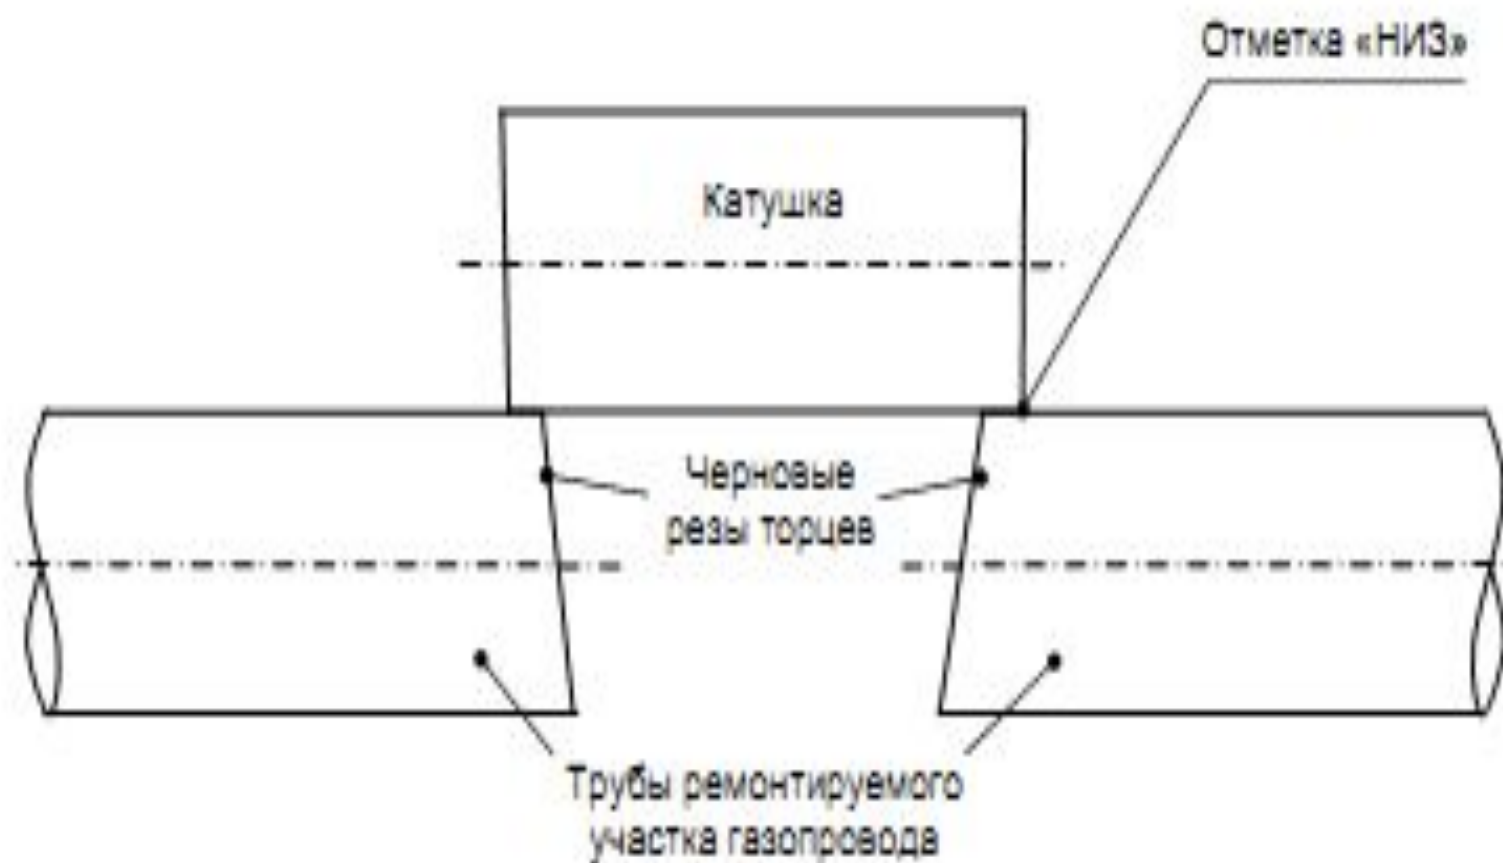 Отметка «НИЗ»
Катушка
Черновые
резы торцев
Трубы ремонтируемого
участка газопровода